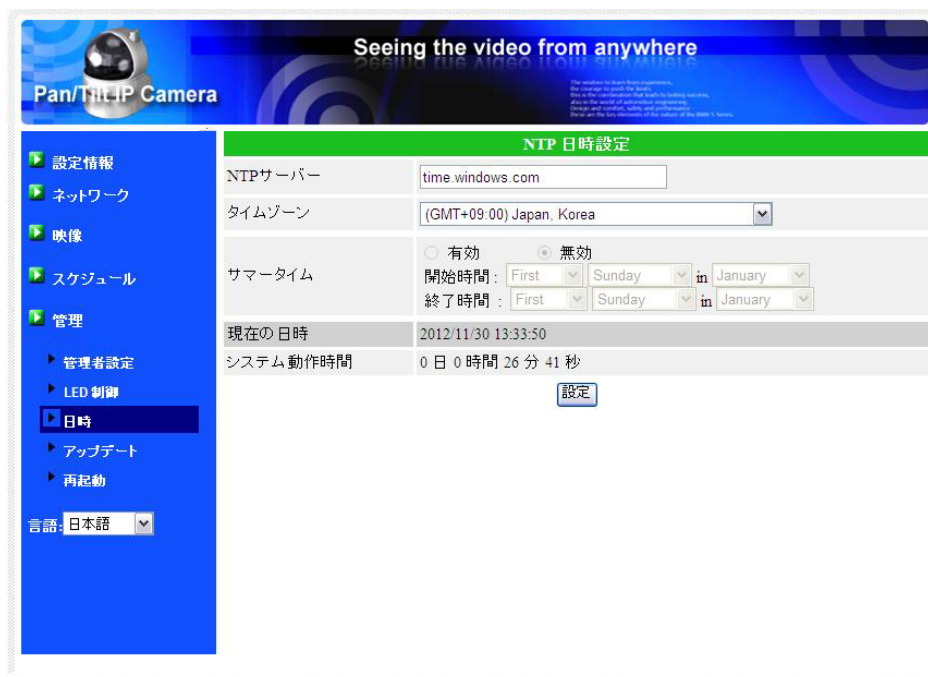 Seeing the video from anywhere
Pan/Tilt IP Camera
設定情報
ネットワーク
映像
スケジュール
管理
管理者設定
LED 制御
日時
アップデート
再起動
言語: 日本語
NTP 日時設定
NTPサーバー time.windows.com
タイムゾーン (GMT+09:00) Japan, Korea
サマータイム
有効 無効
開始時間 : First Sunday in January
終了時間 : First Sunday in January
現在の日時 2012/11/30 13:33:50
システム動作時間 0 日 0 時間 26 分 41 秒
設定